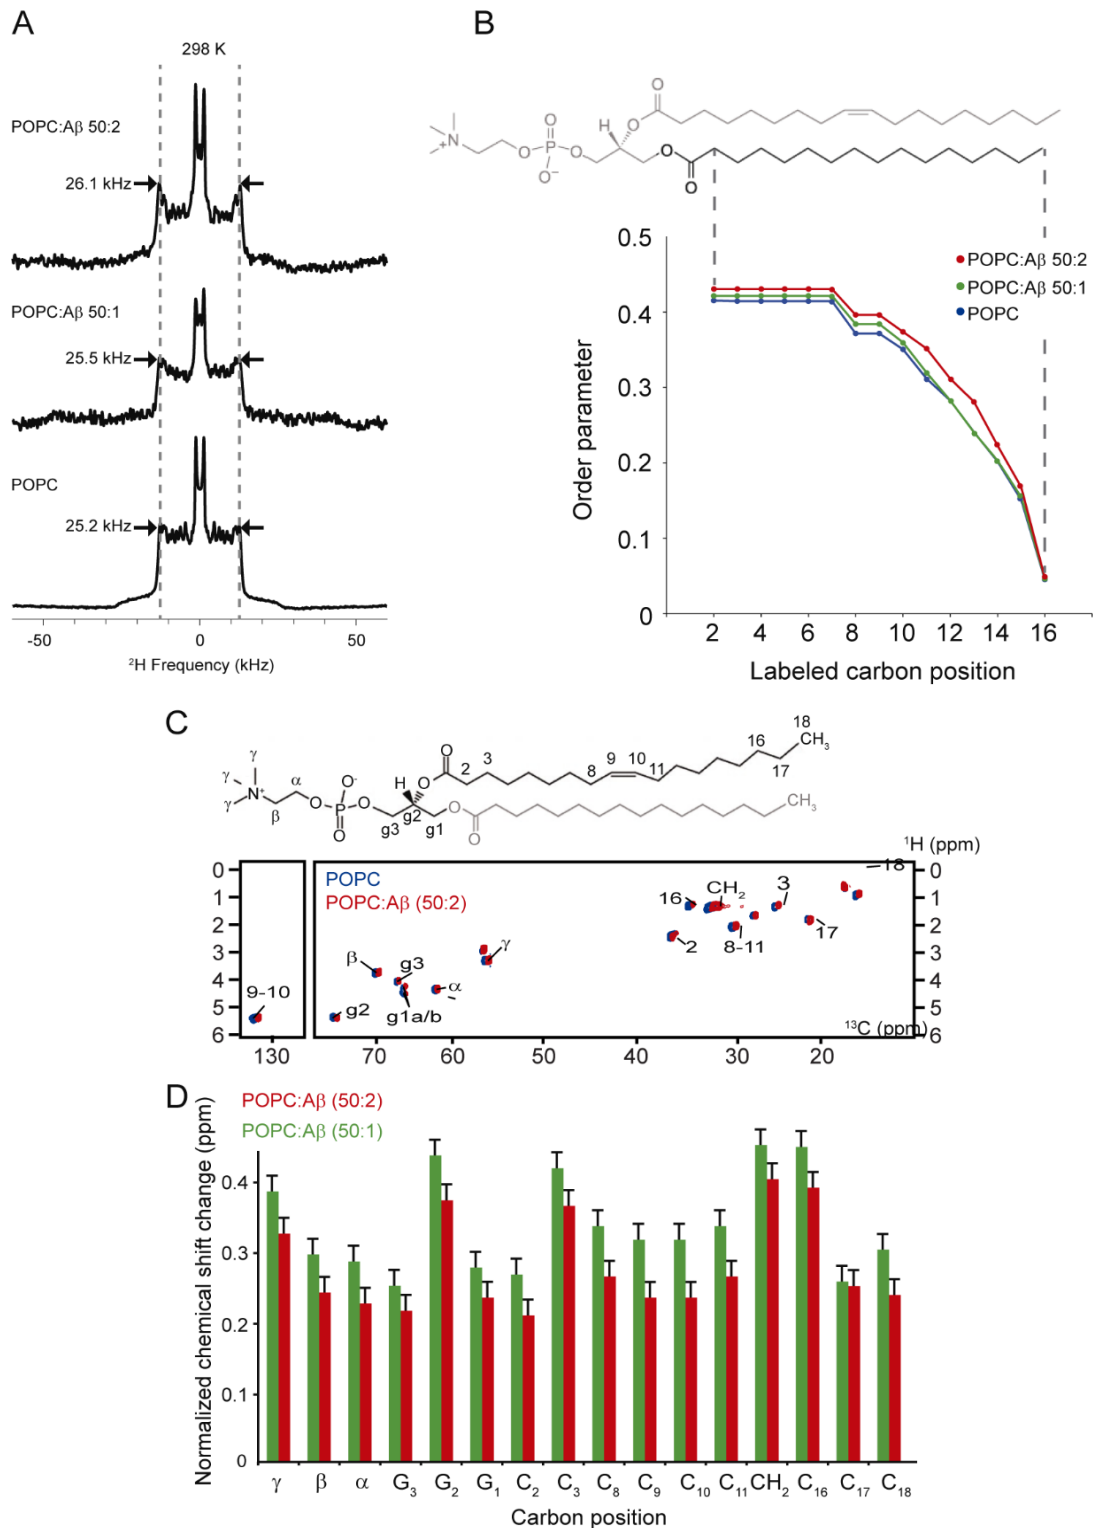 A
298 K
POPC:Aβ 50:2
26.1 kHz
POPC:Aβ 50:1
25.5 kHz
POPC
25.2 kHz
-50 0 50
²H Frequency (kHz)
B
O
O
O
N
+
O
P
O
O⁻
H
O
O
0.5
0.4
0.3
0.2
0.1
0
Order parameter
POPC:Aβ 50:2
POPC:Aβ 50:1
POPC
2 4 6 8 10 12 14 16
Labeled carbon position
C
18
CH₃
17
16
11
10
9
8
3
2
O
O
H
γ
γ
γ
N⁺
β
α
O
P
O⁻
O
O
g3
g2
g1
O
O
CH₃
¹H (ppm)
0
1
2
3
4
5
6
POPC
POPC:Aβ (50:2)
9-10
β
g3
g2
g1a/b
α
γ
16
CH₂
3
18
2
8-11
17
0
1
2
3
4
5
6
¹³C (ppm)
130 70 60 50 40 30 20
D
POPC:Aβ (50:2)
POPC:Aβ (50:1)
Normalized chemical shift change (ppm)
0.4
0.3
0.2
0.1
0
γ β α G₃ G₂ G₁ C₂ C₃ C₈ C₉ C₁₀ C₁₁ CH₂ C₁₆ C₁₇ C₁₈
Carbon position